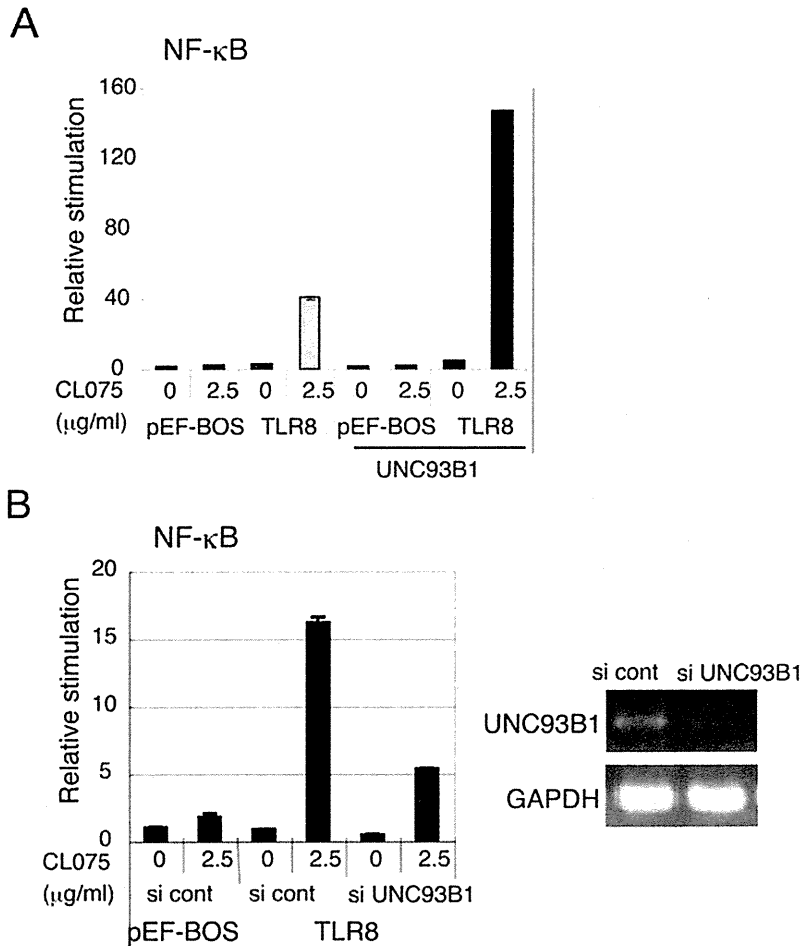 A
NF-κB
Relative stimulation
160
120
80
40
0
CL075 0 2.5 0 2.5 0 2.5 0 2.5
(μg/ml) pEF-BOS TLR8 pEF-BOS TLR8
UNC93B1
B
NF-κB
Relative stimulation
20
15
10
5
0
CL075 0 2.5 0 2.5 0 2.5
(μg/ml) si cont si cont si UNC93B1
pEF-BOS TLR8
si cont si UNC93B1
UNC93B1
GAPDH